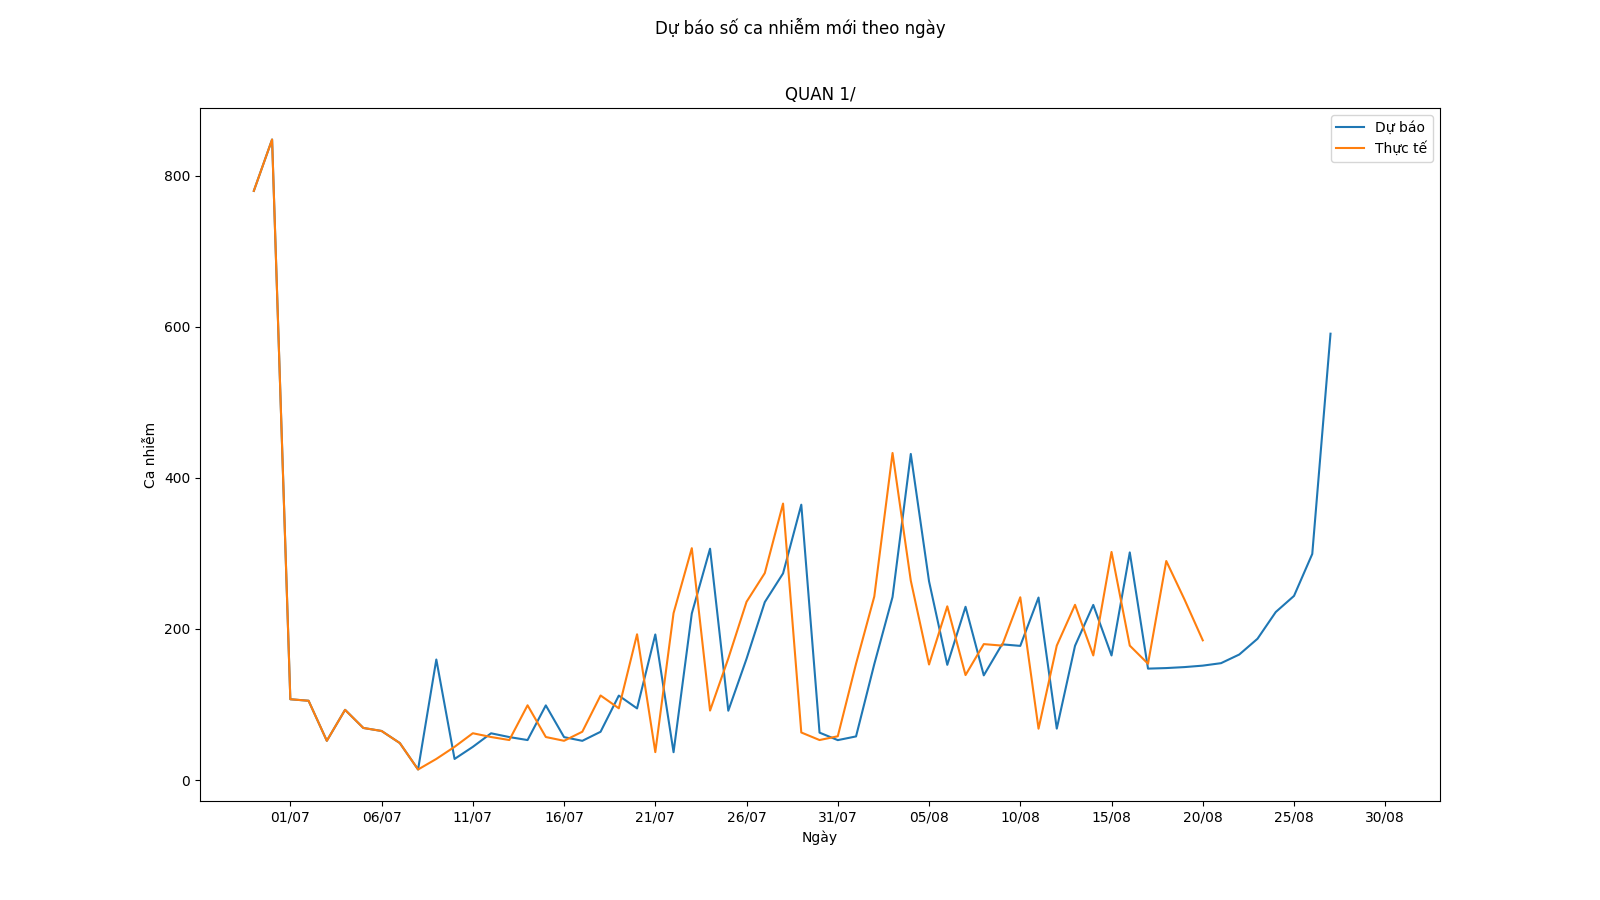 Dự báo số ca nhiễm mới theo ngày
QUAN 1/
Dự báo
Thực tế
800
600
400
200
0
Ca nhiễm
01/07 06/07 11/07 16/07 21/07 26/07 31/07 05/08 10/08 15/08 20/08 25/08 30/08
Ngày